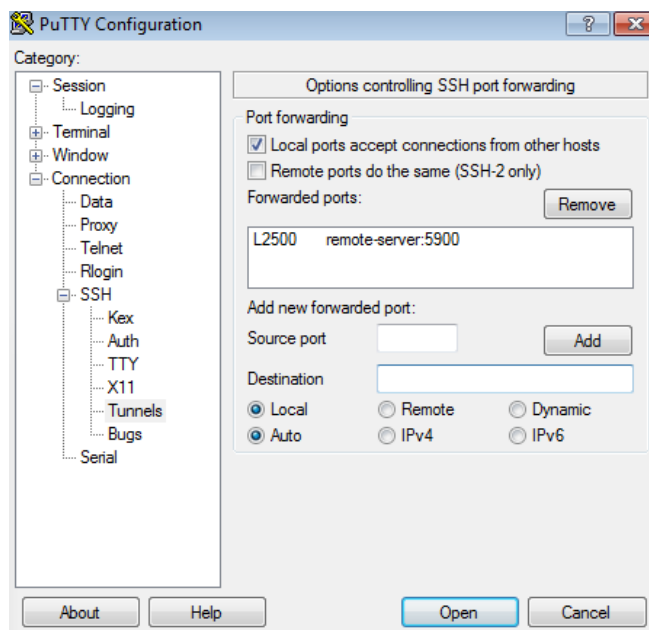 PuTTY Configuration
Category:
Session
Logging
Terminal
Window
Connection
Data
Proxy
Telnet
Rlogin
SSH
Kex
Auth
TTY
X11
Tunnels
Bugs
Serial
Options controlling SSH port forwarding
Port forwarding
Local ports accept connections from other hosts
Remote ports do the same (SSH-2 only)
Forwarded ports:
Remove
L2500 remote-server:5900
Add new forwarded port:
Source port
Add
Destination
Local Remote Dynamic
Auto IPv4 IPv6
About Help Open Cancel